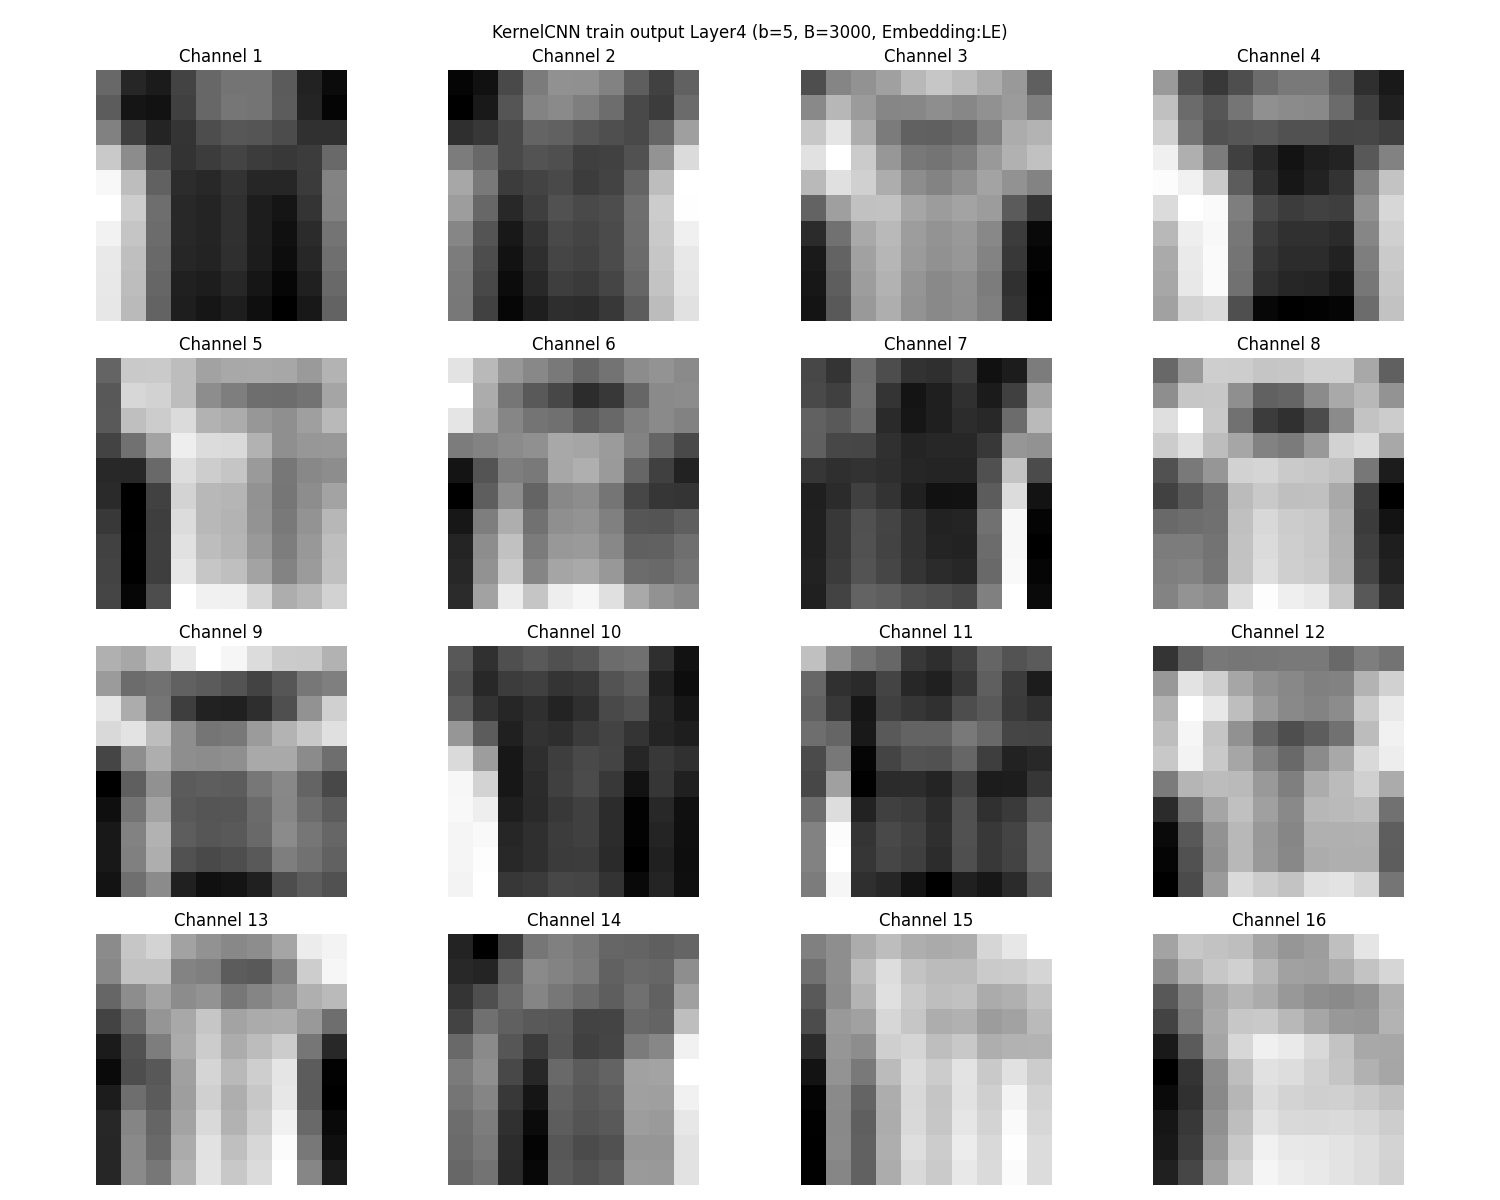 KernelCNN train output Layer4 (b=5, B=3000, Embedding:LE)
Channel 1
Channel 2
Channel 3
Channel 4
Channel 5
Channel 6
Channel 7
Channel 8
Channel 9
Channel 10
Channel 11
Channel 12
Channel 13
Channel 14
Channel 15
Channel 16